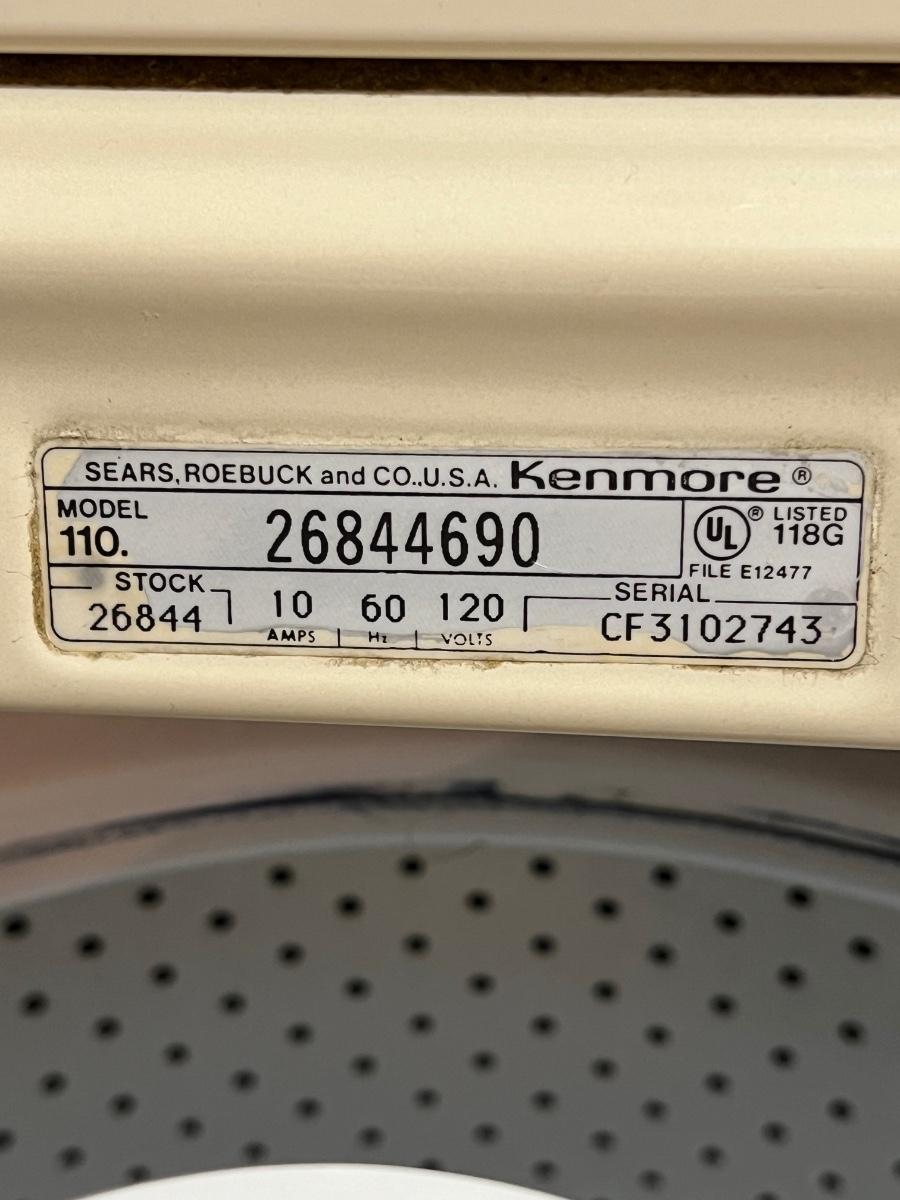 SEARS, ROEBUCK and CO..U.S.A. Kenmore ®
MODEL
110. 26844690
UL ® LISTED
118G
FILE E12477
STOCK
26844
10 60 120
AMPS Hz VOLTS
SERIAL
CF3102743